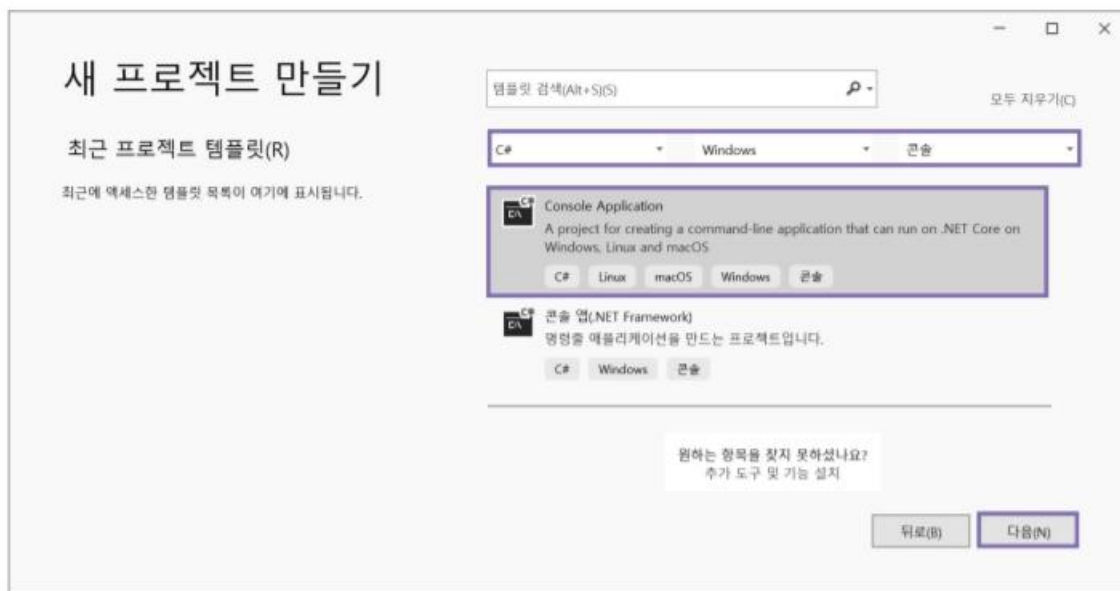 새 프로젝트 만들기
템플릿 검색(Alt+S)(S)
모두 지우기(C)
최근 프로젝트 템플릿(R)
C# Windows 콘솔
최근에 액세스한 템플릿 목록이 여기에 표시됩니다.
Console Application
A project for creating a command-line application that can run on .NET Core on
Windows, Linux and macOS
C# Linux macOS Windows 콘솔
콘솔 앱(.NET Framework)
명령줄 애플리케이션을 만드는 프로젝트입니다.
C# Windows 콘솔
원하는 항목을 찾지 못하셨나요?
추가 도구 및 기능 설치
뒤로(B) 다음(N)